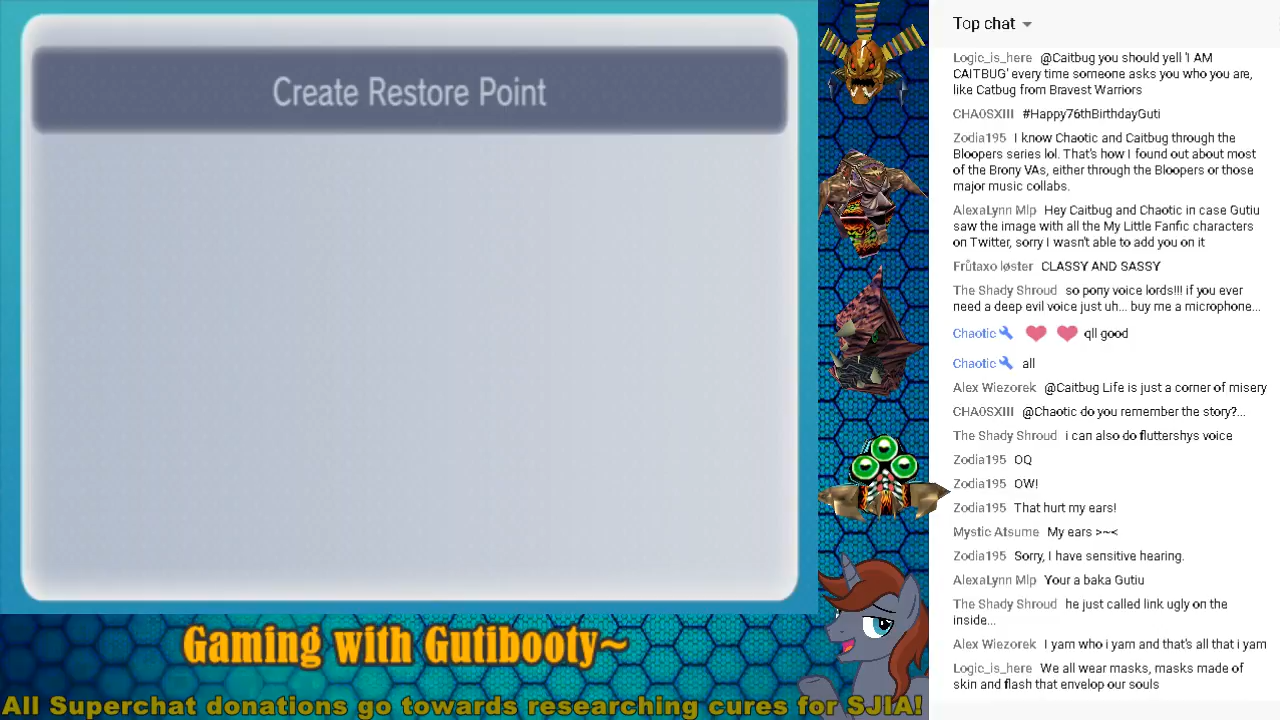 Create Restore Point
Gaming with Gutibooty~
All Superchat donations go towards researching cures for SJIA!
Top chat
Logic_is_here @Caitbug you should yell 'I AM
CAITBUG' every time someone asks you who you are,
like Catbug from Bravest Warriors
CHA0SXIII #Happy76thBirthdayGuti
Zodia195 I know Chaotic and Caitbug through the
Bloopers series lol. That's how I found out about most
of the Brony VAs, either through the Bloopers or those
major music collabs.
AlexaLynn Mlp Hey Caitbug and Chaotic in case Gutiu
saw the image with all the My Little Fanfic characters
on Twitter, sorry I wasn't able to add you on it
Frůtaxo løster CLASSY AND SASSY
The Shady Shroud so pony voice lords!!! if you ever
need a deep evil voice just uh... buy me a microphone...
Chaotic qll good
Chaotic all
Alex Wiezorek @Caitbug Life is just a corner of misery
CHA0SXIII @Chaotic do you remember the story?...
The Shady Shroud i can also do fluttershys voice
Zodia195 OQ
Zodia195 OW!
Zodia195 That hurt my ears!
Mystic Atsume My ears >~<
Zodia195 Sorry, I have sensitive hearing.
AlexaLynn Mlp Your a baka Gutiu
The Shady Shroud he just called link ugly on the
inside...
Alex Wiezorek I yam who i yam and that's all that i yam
Logic_is_here We all wear masks, masks made of
skin and flash that envelop our souls